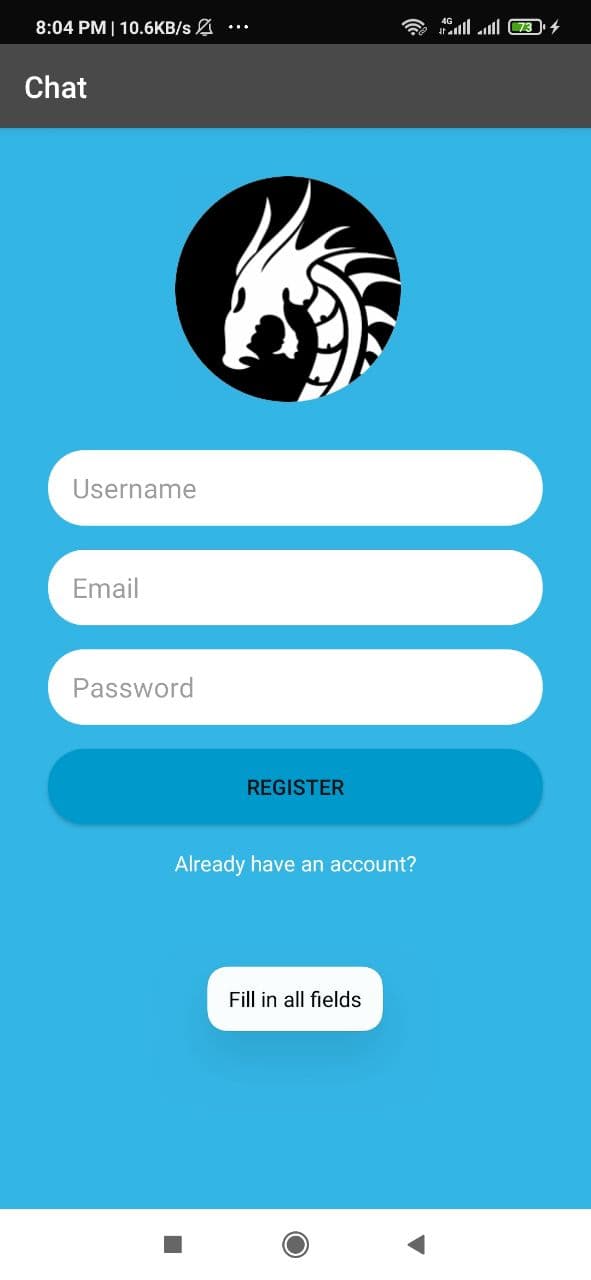 8:04 PM | 10.6KB/s ...
4G
73
Chat
Username
Email
Password
REGISTER
Already have an account?
Fill in all fields